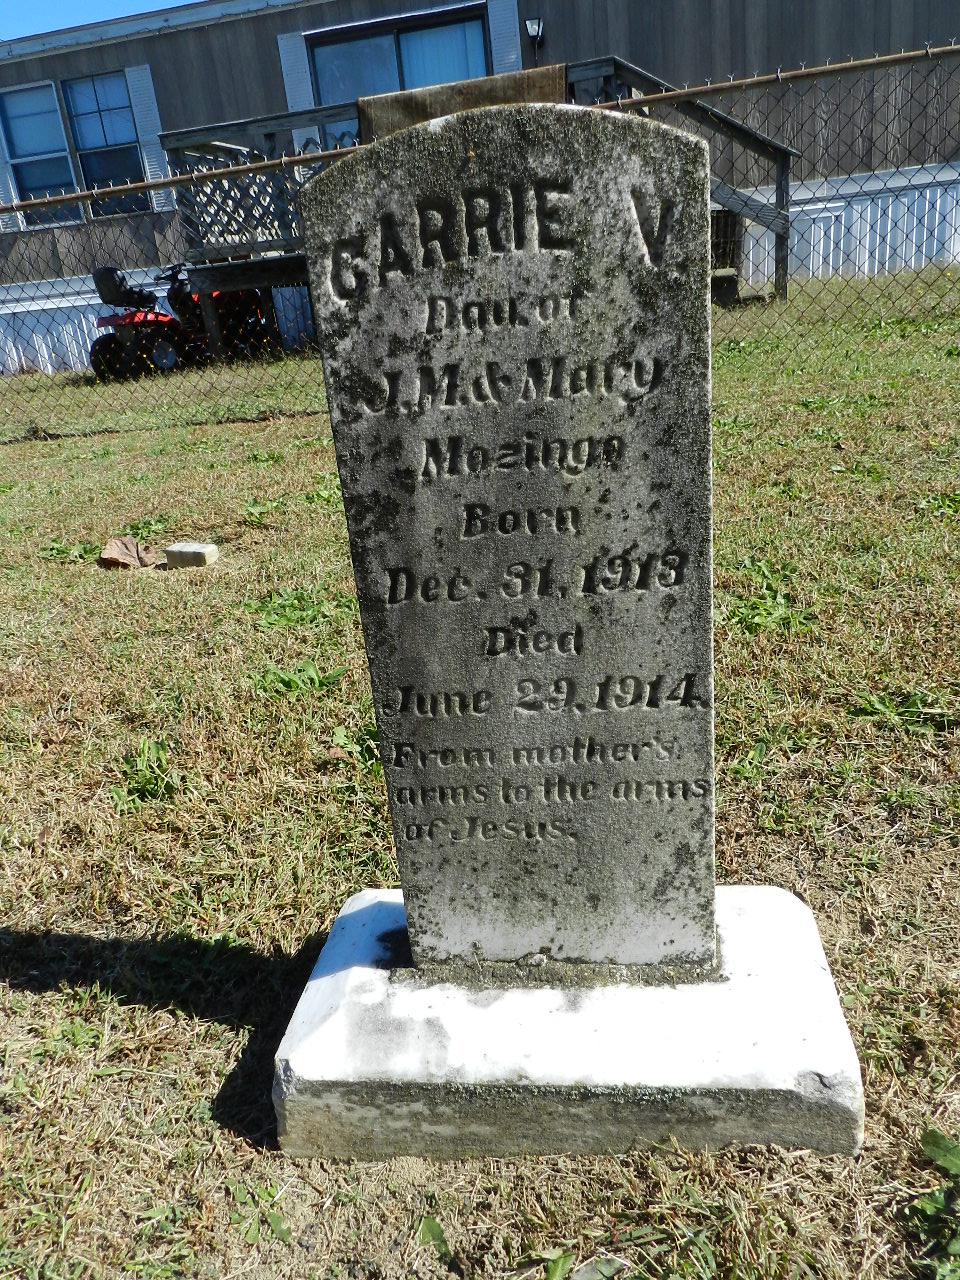 CARRIE V.
Dau. of
J. M. & Mary
Mozingo
Born
Dec. 31, 1913
Died
June 29, 1914.
From mother's
arms to the arms
of Jesus.